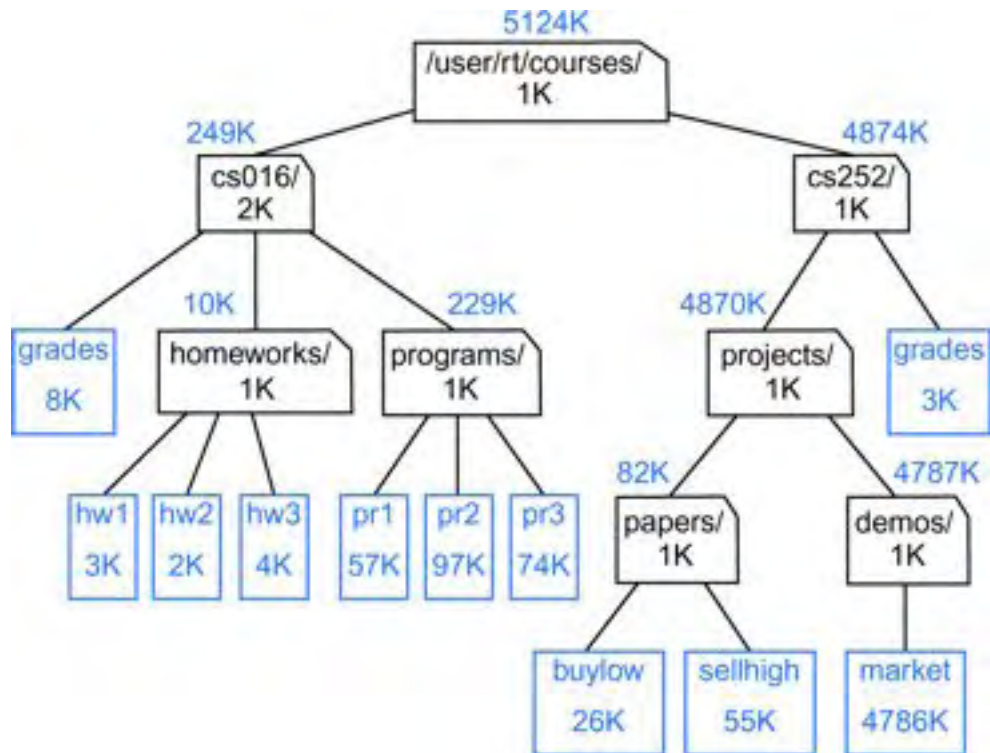 5124K
/user/rt/courses/
1K
249K
4874K
cs016/
2K
cs252/
1K
10K
229K
4870K
grades
8K
homeworks/
1K
programs/
1K
projects/
1K
grades
3K
82K
4787K
hw1
3K
hw2
2K
hw3
4K
pr1
57K
pr2
97K
pr3
74K
papers/
1K
demos/
1K
buylow
26K
sellhigh
55K
market
4786K